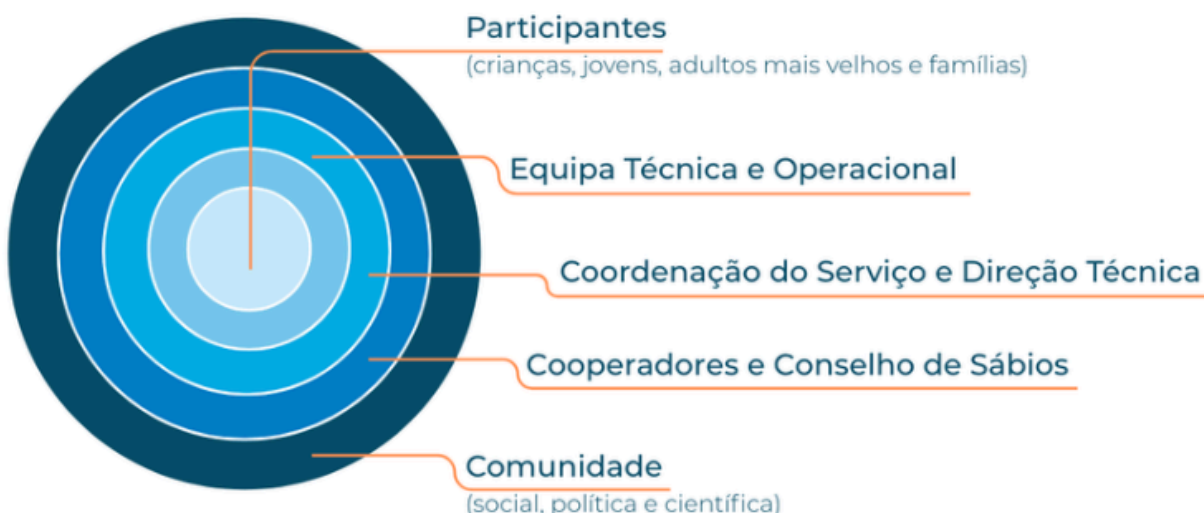 Participantes
(crianças, jovens, adultos mais velhos e famílias)
Equipa Técnica e Operacional
Coordenação do Serviço e Direção Técnica
Cooperadores e Conselho de Sábios
Comunidade
(social, política e científica)